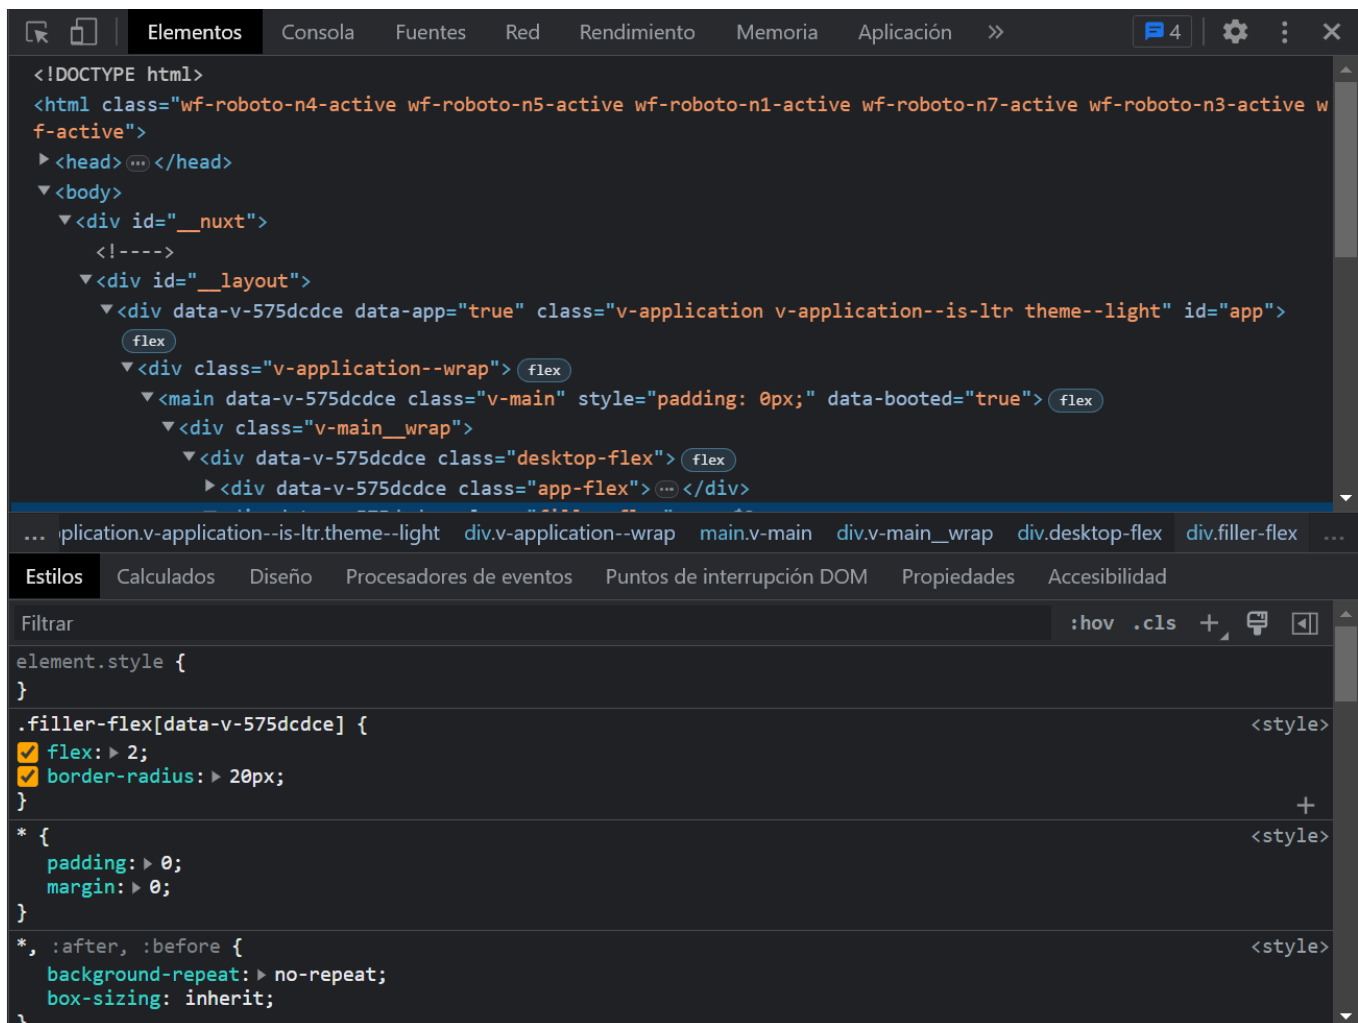 Elementos Consola Fuentes Red Rendimiento Memoria Aplicación » 4
<!DOCTYPE html>
<html class="wf-roboto-n4-active wf-roboto-n5-active wf-roboto-n1-active wf-roboto-n7-active wf-roboto-n3-active w
f-active">
<head> ⋯ </head>
<body>
<div id="__nuxt">
<!---->
<div id="__layout">
<div data-v-575dcdce data-app="true" class="v-application v-application--is-ltr theme--light" id="app">
flex
<div class="v-application--wrap"> flex
<main data-v-575dcdce class="v-main" style="padding: 0px;" data-booted="true"> flex
<div class="v-main__wrap">
<div data-v-575dcdce class="desktop-flex"> flex
<div data-v-575dcdce class="app-flex"> ⋯ </div>
... plication.v-application--is-ltr.theme--light div.v-application--wrap main.v-main div.v-main__wrap div.desktop-flex div.filler-flex ...
Estilos Calculados Diseño Procesadores de eventos Puntos de interrupción DOM Propiedades Accesibilidad
Filtrar :hov .cls +
element.style {
}
.filler-flex[data-v-575dcdce] { <style>
flex: 2;
border-radius: 20px;
}
* { <style>
padding: 0;
margin: 0;
}
*, :after, :before { <style>
background-repeat: no-repeat;
box-sizing: inherit;